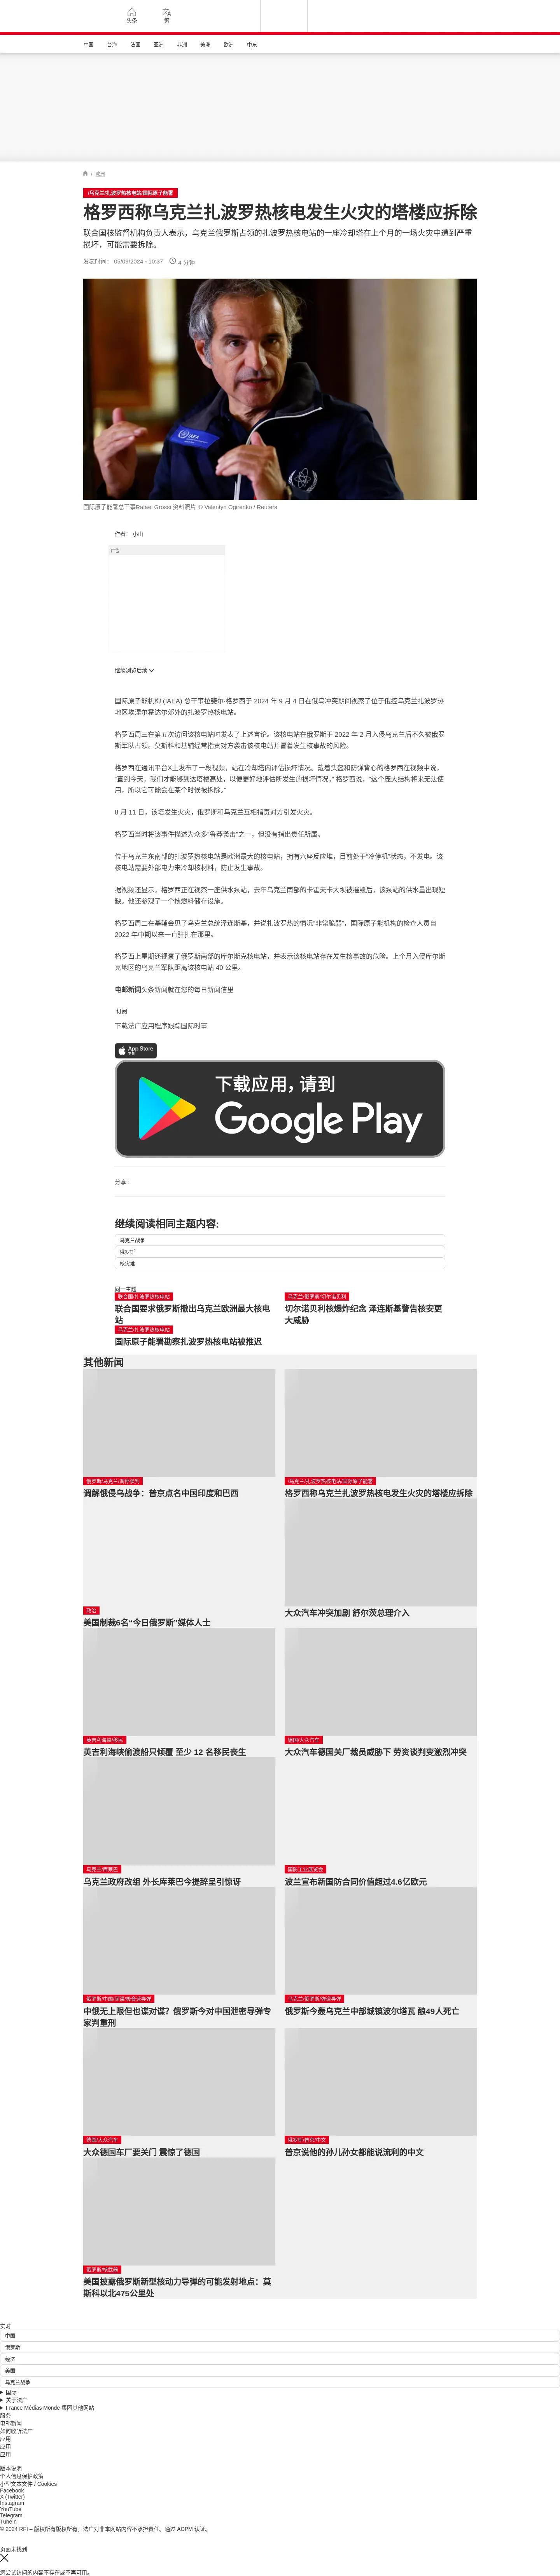 头条
繁
中国
台湾
法国
亚洲
非洲
美洲
欧洲
中东
/ 欧洲
/乌克兰/扎波罗热核电站/国际原子能署
格罗西称乌克兰扎波罗热核电发生火灾的塔楼应拆除
联合国核监督机构负责人表示，乌克兰俄罗斯占领的扎波罗热核电站的一座冷却塔在上个月的一场火灾中遭到严重
损坏，可能需要拆除。
发表时间： 05/09/2024 - 10:37 4 分钟
IAEA
国际原子能署总干事Rafael Grossi 资料照片 © Valentyn Ogirenko / Reuters
作者： 小山
广告
继续浏览后续
国际原子能机构 (IAEA) 总干事拉斐尔·格罗西于 2024 年 9 月 4 日在俄乌冲突期间视察了位于俄控乌克兰扎波罗热
地区埃涅尔霍达尔郊外的扎波罗热核电站。
格罗西周三在第五次访问该核电站时发表了上述言论。该核电站在俄罗斯于 2022 年 2 月入侵乌克兰后不久被俄罗
斯军队占领。莫斯科和基辅经常指责对方袭击该核电站并冒着发生核事故的风险。
格罗西在通讯平台X上发布了一段视频，站在冷却塔内评估损坏情况。戴着头盔和防弹背心的格罗西在视频中说，
“直到今天，我们才能够到达塔楼高处，以便更好地评估所发生的损坏情况，” 格罗西说，“这个庞大结构将来无法使
用，所以它可能会在某个时候被拆除。”
8 月 11 日，该塔发生火灾，俄罗斯和乌克兰互相指责对方引发火灾。
格罗西当时将该事件描述为众多“鲁莽袭击”之一，但没有指出责任所属。
位于乌克兰东南部的扎波罗热核电站是欧洲最大的核电站，拥有六座反应堆，目前处于“冷停机”状态，不发电。该
核电站需要外部电力来冷却核材料，防止发生事故。
据视频还显示，格罗西正在视察一座供水泵站，去年乌克兰南部的卡霍夫卡大坝被摧毁后，该泵站的供水量出现短
缺。他还参观了一个核燃料储存设施。
格罗西周二在基辅会见了乌克兰总统泽连斯基，并说扎波罗热的情况“非常脆弱”，国际原子能机构的检查人员自
2022 年中期以来一直驻扎在那里。
格罗西上星期还视察了俄罗斯南部的库尔斯克核电站，并表示该核电站存在发生核事故的危险。上个月入侵库尔斯
克地区的乌克兰军队距离该核电站 40 公里。
电邮新闻头条新闻就在您的每日新闻信里
订阅
下载法广应用程序跟踪国际时事
App Store
下载
下载应用，请到
Google Play
分享 :
继续阅读相同主题内容:
乌克兰战争
俄罗斯
核灾难
同一主题
联合国/扎波罗热核电站
联合国要求俄罗斯撤出乌克兰欧洲最大核电
站
乌克兰/俄罗斯/切尔诺贝利
切尔诺贝利核爆炸纪念 泽连斯基警告核安更
大威胁
乌克兰/扎波罗热核电站
国际原子能署勘察扎波罗热核电站被推迟
其他新闻
俄罗斯/乌克兰/调停谈判
调解俄侵乌战争：普京点名中国印度和巴西
/乌克兰/扎波罗热核电站/国际原子能署
格罗西称乌克兰扎波罗热核电发生火灾的塔楼应拆除
政治
美国制裁6名“今日俄罗斯”媒体人士
大众汽车冲突加剧 舒尔茨总理介入
英吉利海峡/移民
英吉利海峡偷渡船只倾覆 至少 12 名移民丧生
德国/大众汽车
大众汽车德国关厂裁员威胁下 劳资谈判变激烈冲突
乌克兰/库莱巴
乌克兰政府改组 外长库莱巴今提辞呈引惊讶
国防工业展览会
波兰宣布新国防合同价值超过4.6亿欧元
俄罗斯/中国/间谍/极音速导弹
中俄无上限但也谍对谍？俄罗斯今对中国泄密导弹专
家判重刑
乌克兰/俄罗斯/弹道导弹
俄罗斯今轰乌克兰中部城镇波尔塔瓦 酿49人死亡
德国/大众汽车
大众德国车厂要关门 震惊了德国
俄罗斯/普京/中文
普京说他的孙儿孙女都能说流利的中文
俄罗斯/核武器
美国披露俄罗斯新型核动力导弹的可能发射地点：莫
斯科以北475公里处
实时
中国
俄罗斯
经济
美国
乌克兰战争
国际
关于法广
France Médias Monde 集团其他网站
服务
电邮新闻
如何收听法广
应用
应用
应用
版本说明
个人信息保护政策
小型文本文件 / Cookies
Facebook
X (Twitter)
Instagram
YouTube
Telegram
TuneIn
© 2024 RFI – 版权所有版权所有。法广对非本网站内容不承担责任。通过 ACPM 认证。
页面未找到
您尝试访问的内容不存在或不再可用。